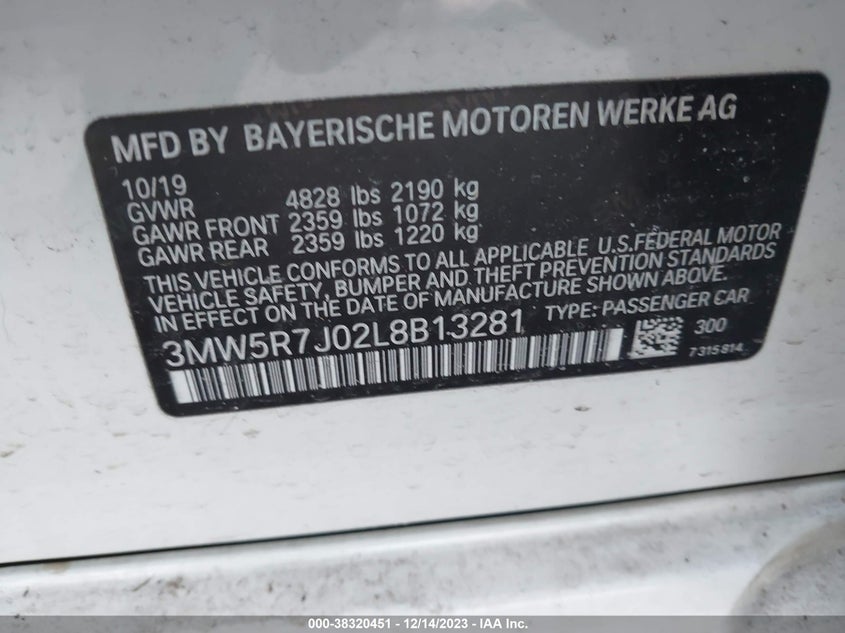 MFD BY BAYERISCHE MOTOREN WERKE AG
10/19
GVWR 4828 lbs 2190 kg
GAWR FRONT 2359 lbs 1072 kg
GAWR REAR 2359 lbs 1220 kg
THIS VEHICLE CONFORMS TO ALL APPLICABLE U.S.FEDERAL MOTOR
VEHICLE SAFETY, BUMPER AND THEFT PREVENTION STANDARDS
IN EFFECT ON THE DATE OF MANUFACTURE SHOWN ABOVE.
3MW5R7J02L8B13281 TYPE: PASSENGER CAR
300
7315814
000-38320451 - 12/14/2023 - IAA Inc.